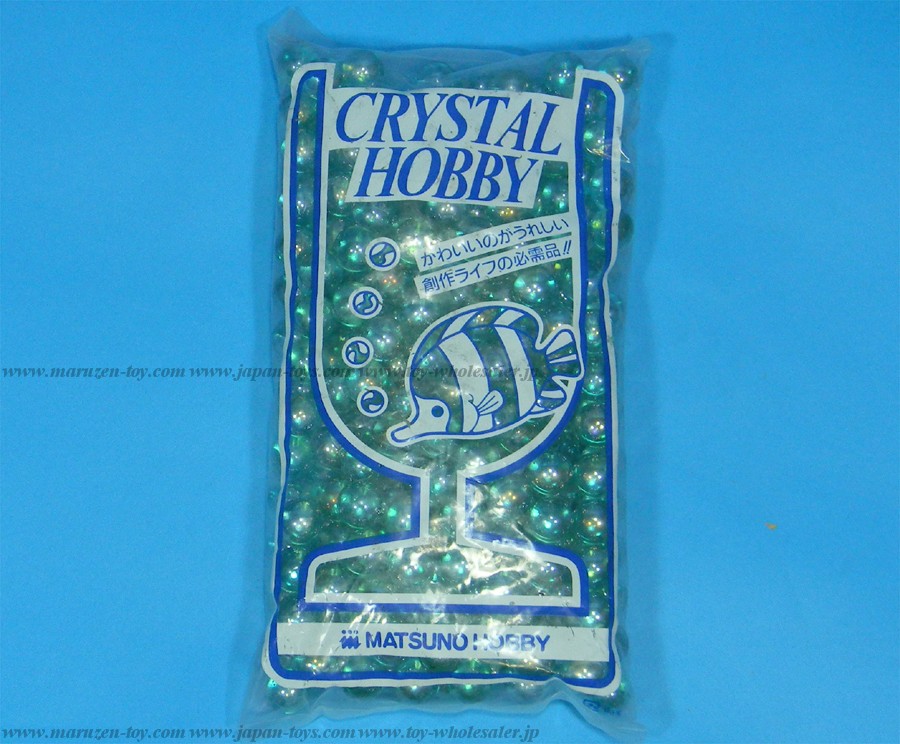 CRYSTAL
HOBBY
かわいいのがうれしい
創作ライフの必需品!!
www.maruzen-toy.com www.japan-toys.com www.toy-wholesaler.jp
MATSUNO HOBBY
www.maruzen-toy.com www.japan-toys.com www.toy-wholesaler.jp